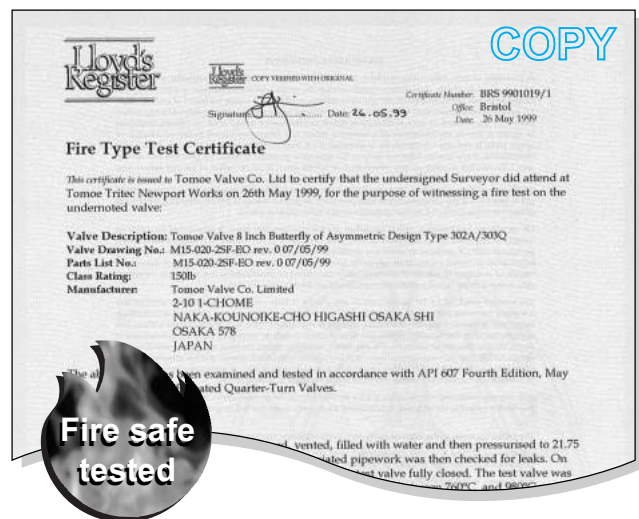 COPY
Lloyd's
Register
Lloyd's
Register
COPY VERIFIED WITH ORIGINAL
Signature Date: 26.05.99
Certificate Number: BRS 9901019/1
Office: Bristol
Date: 26 May 1999
Fire Type Test Certificate
This certificate is issued to Tomoe Valve Co. Ltd to certify that the undersigned Surveyor did attend at
Tomoe Tritec Newport Works on 26th May 1999, for the purpose of witnessing a fire test on the
undernoted valve:
Valve Description: Tomoe Valve 8 Inch Butterfly of Asymmetric Design Type 302A/303Q
Valve Drawing No.: M15-020-2SF-EO rev. 0 07/05/99
Parts List No.: M15-020-2SF-EO rev. 0 07/05/99
Class Rating: 150lb
Manufacturer: Tomoe Valve Co. Limited
2-10 1-CHOME
NAKA-KOUNOIKE-CHO HIGASHI OSAKA SHI
OSAKA 578
JAPAN
been examined and tested in accordance with API 607 Fourth Edition, May
Quarter-Turn Valves.
vented, filled with water and then pressurised to 21.75
pipework was then checked for leaks. On
valve fully closed. The test valve was
760°C and 980°C
Fire safe
tested